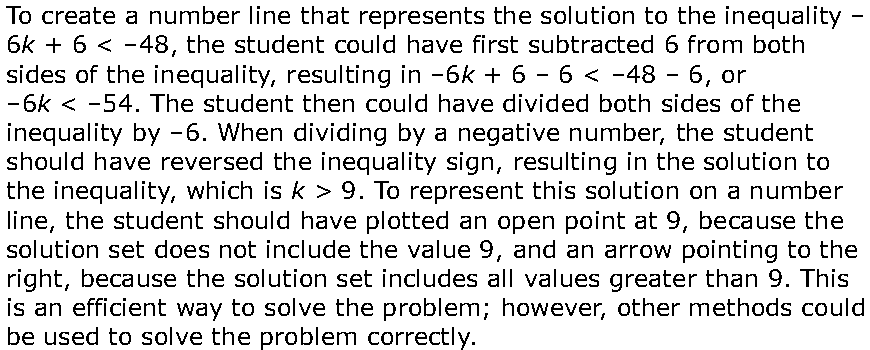 To create a number line that represents the solution to the inequality –
6k + 6 < –48, the student could have first subtracted 6 from both
sides of the inequality, resulting in –6k + 6 – 6 < –48 – 6, or
–6k < –54. The student then could have divided both sides of the
inequality by –6. When dividing by a negative number, the student
should have reversed the inequality sign, resulting in the solution to
the inequality, which is k > 9. To represent this solution on a number
line, the student should have plotted an open point at 9, because the
solution set does not include the value 9, and an arrow pointing to the
right, because the solution set includes all values greater than 9. This
is an efficient way to solve the problem; however, other methods could
be used to solve the problem correctly.